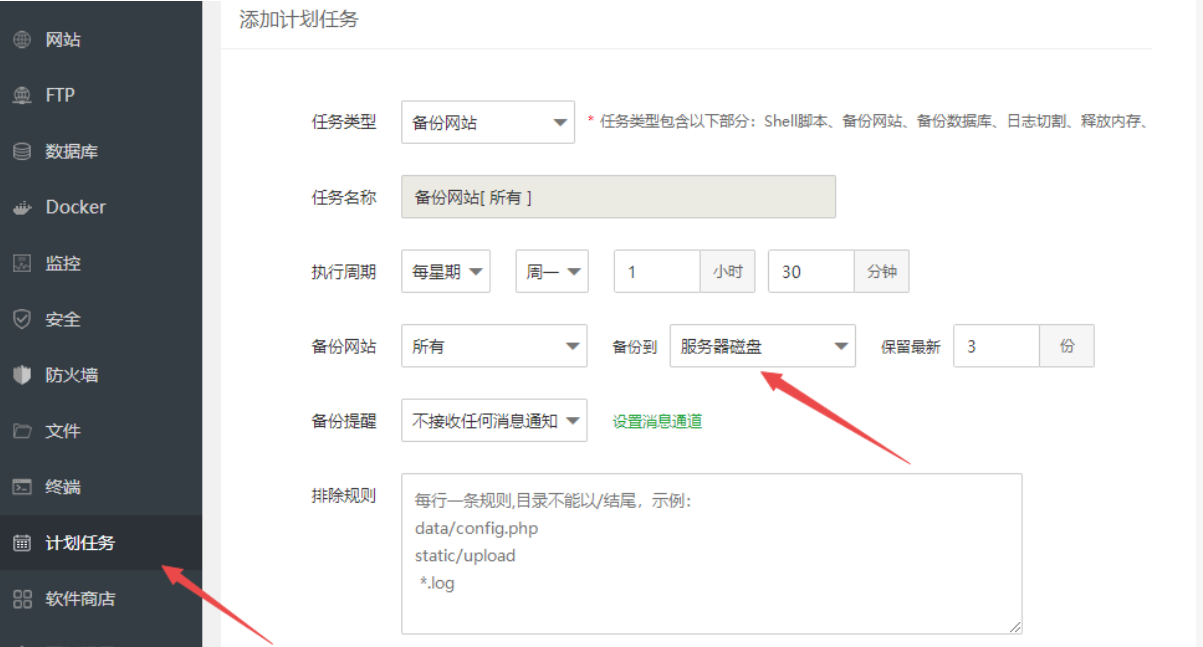 添加计划任务
网站
FTP
数据库
Docker
监控
安全
防火墙
文件
终端
计划任务
软件商店
任务类型 备份网站 * 任务类型包含以下部分：Shell脚本、备份网站、备份数据库、日志切割、释放内存、
任务名称 备份网站[ 所有 ]
执行周期 每星期 周一 1 小时 30 分钟
备份网站 所有 备份到 服务器磁盘 保留最新 3 份
备份提醒 不接收任何消息通知 设置消息通道
排除规则 每行一条规则,目录不能以/结尾，示例：
data/config.php
static/upload
*.log